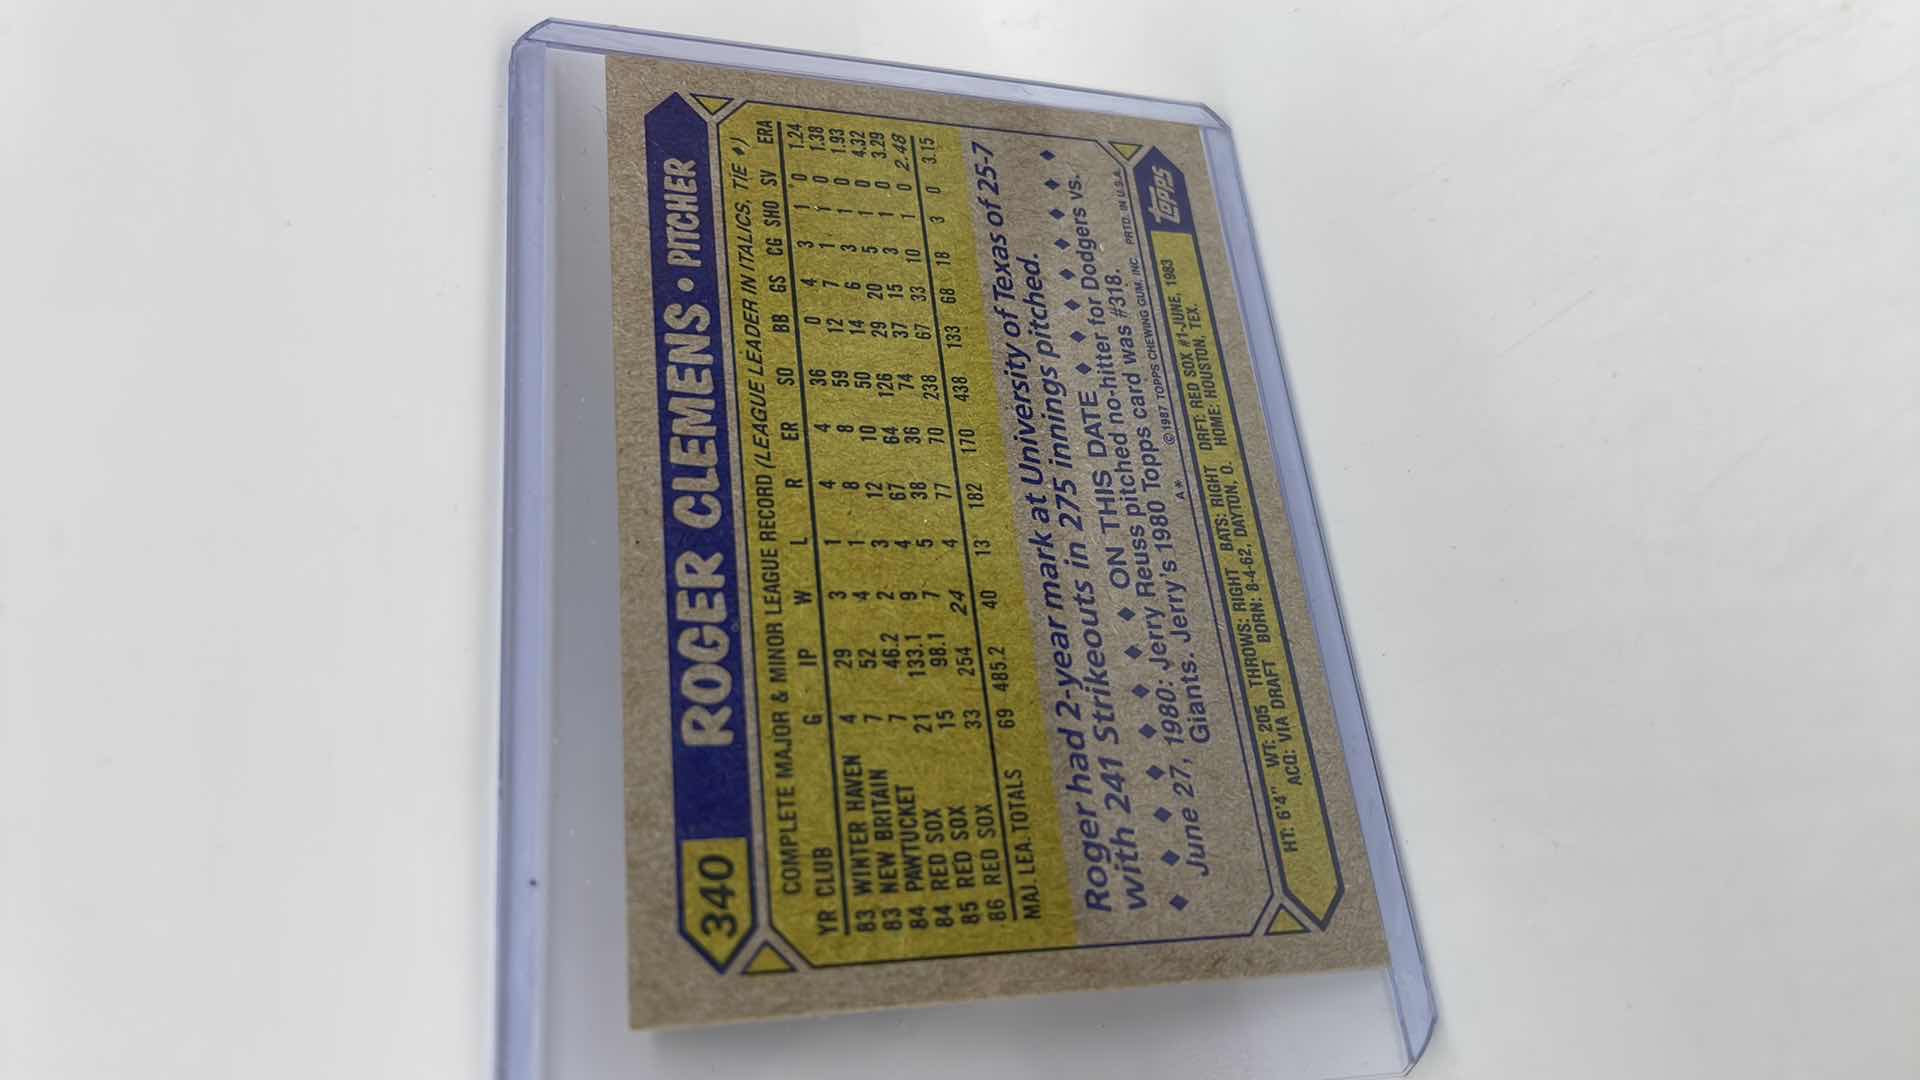 340 ROGER CLEMENS • PITCHER
COMPLETE MAJOR & MINOR LEAGUE RECORD (LEAGUE LEADER IN ITALICS, TIE ♦)
YR CLUB G IP W L R ER SO BB GS CG SHO SV ERA
83 WINTER HAVEN 4 29 3 1 4 4 36 0 4 3 1 0 1.24
83 NEW BRITAIN 7 52 4 1 8 8 59 12 7 1 1 0 1.38
84 PAWTUCKET 7 46.2 2 3 12 10 50 14 6 3 1 0 1.93
84 RED SOX 21 133.1 9 4 67 64 126 29 20 5 1 0 4.32
85 RED SOX 15 98.1 7 5 38 36 74 37 15 3 1 0 3.29
86 RED SOX 33 254 24 4 77 70 238 67 33 10 1 0 2.48
MAJ. LEA. TOTALS 69 485.2 40 13 182 170 438 133 68 18 3 0 3.15
Roger had 2-year mark at University of Texas of 25-7
with 241 Strikeouts in 275 innings pitched.
♦ ♦ ♦ ♦ ♦ ♦ ON THIS DATE ♦ ♦ ♦ ♦ ♦ ♦
June 27, 1980: Jerry Reuss pitched no-hitter for Dodgers vs.
Giants. Jerry's 1980 Topps card was #318.
A* ©1987 TOPPS CHEWING GUM, INC. PRTD. IN U.S.A.
HT: 6'4" WT: 205 THROWS: RIGHT BATS: RIGHT DRFT: RED SOX #1-JUNE, 1983
ACQ: VIA DRAFT BORN: 8-4-62, DAYTON, O. HOME: HOUSTON, TEX.
topps